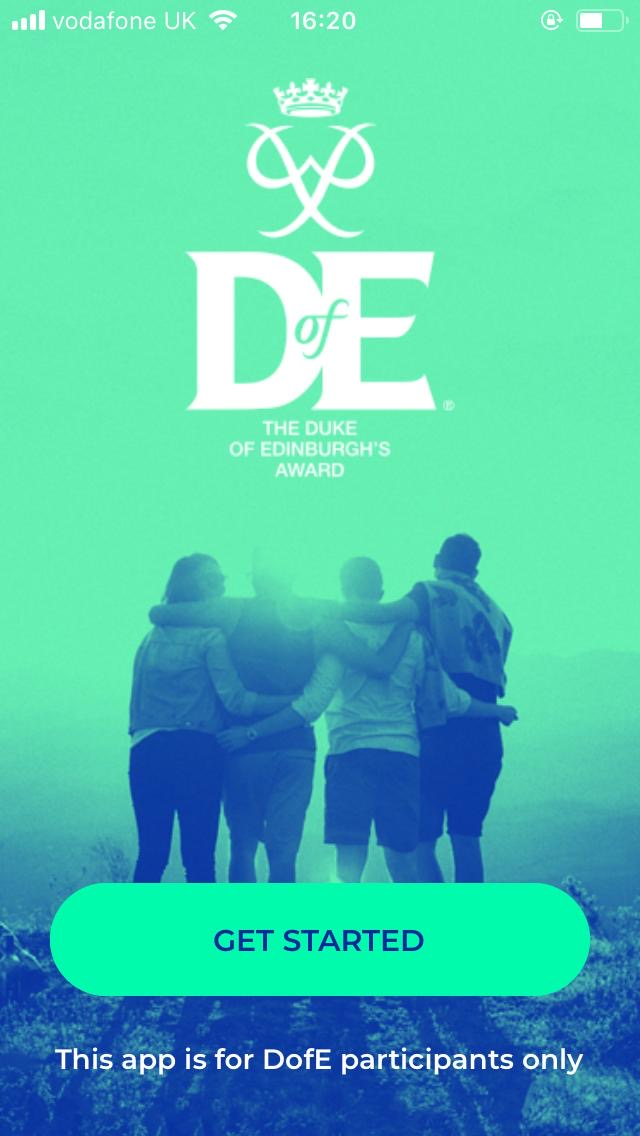 vodafone UK 16:20
DofE®
THE DUKE
OF EDINBURGH'S
AWARD
GET STARTED
This app is for DofE participants only